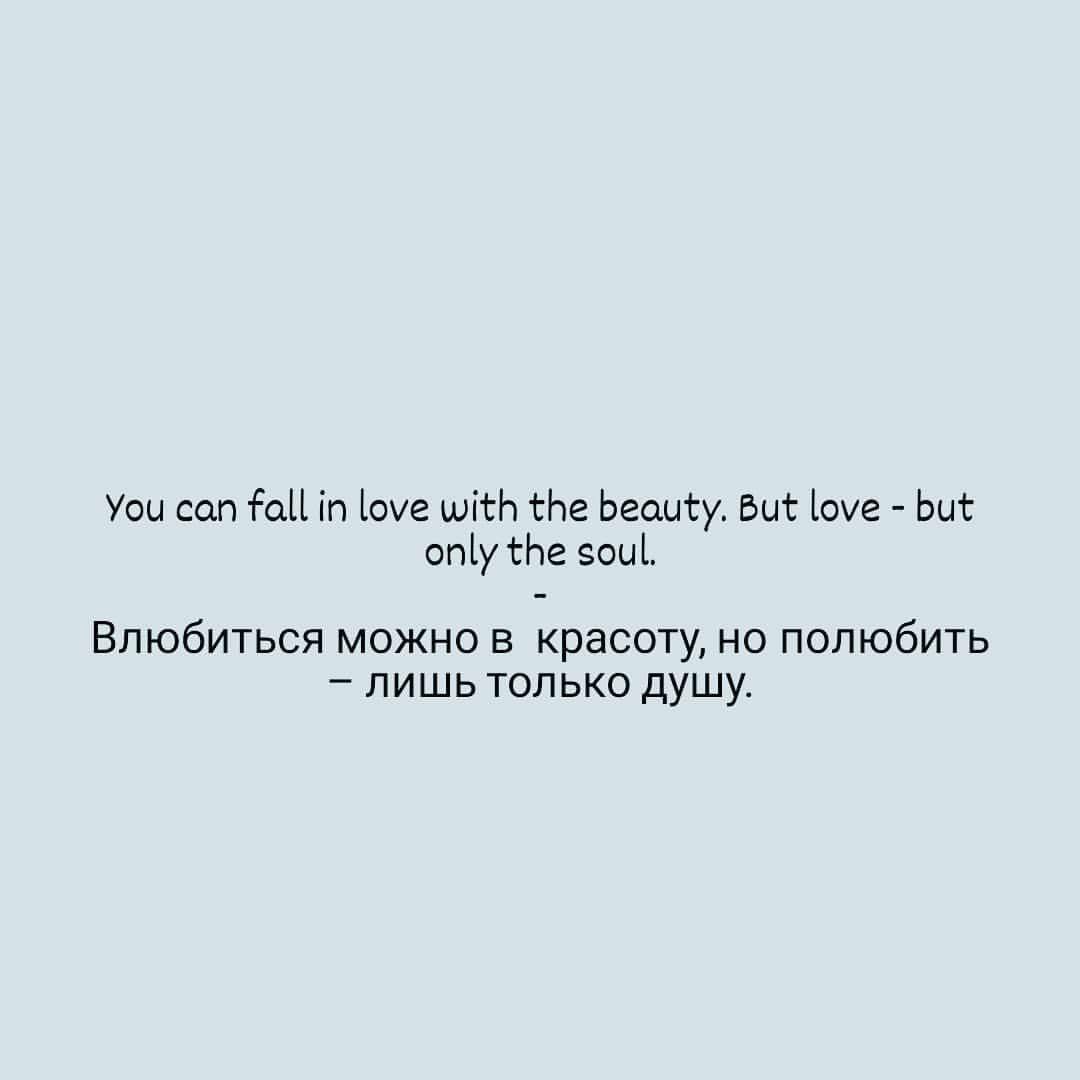 You can fall in love with the beauty. But love - but
only the soul.
-
Влюбиться можно в  красоту, но полюбить
– лишь только душу.